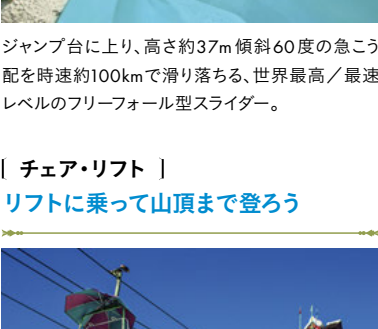 ジャンプ台に上り、高さ約37m 傾斜60度の急こう
配を時速約100kmで滑り落ちる、世界最高／最速
レベルのフリーフォール型スライダー。
[ チェア・リフト ]
リフトに乗って山頂まで登ろう